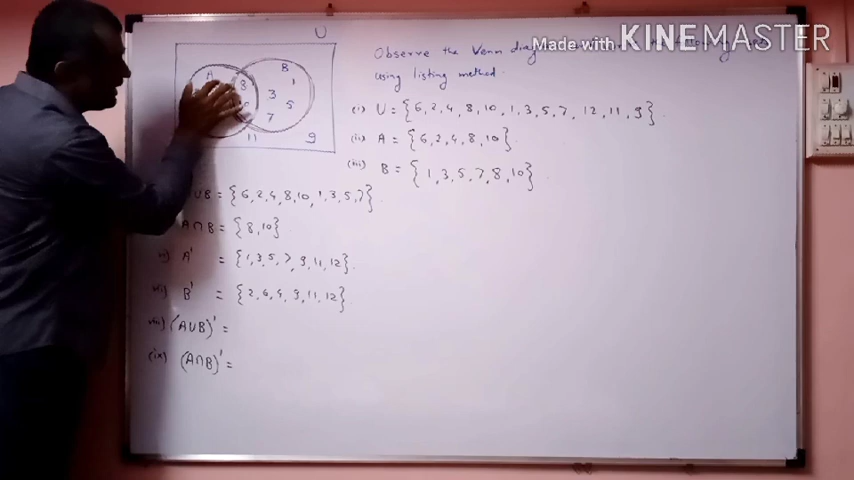 Made with KINEMASTER
U
Observe the Venn diag
using listing method.
A
B
8
1
3
5
7
11
9
(i) U = {6, 2, 4, 8, 10, 1, 3, 5, 7, 12, 11, 9}
(ii) A = {6, 2, 4, 8, 10}
(iii) B = {1, 3, 5, 7, 8, 10}
UB = {6, 2, 4, 8, 10, 1, 3, 5, 7}
A∩B = {8, 10}
A' = {1, 3, 5, 7, 9, 11, 12}
B' = {2, 6, 4, 9, 11, 12}
viii) (A∪B)' =
(ix) (A∩B)' =